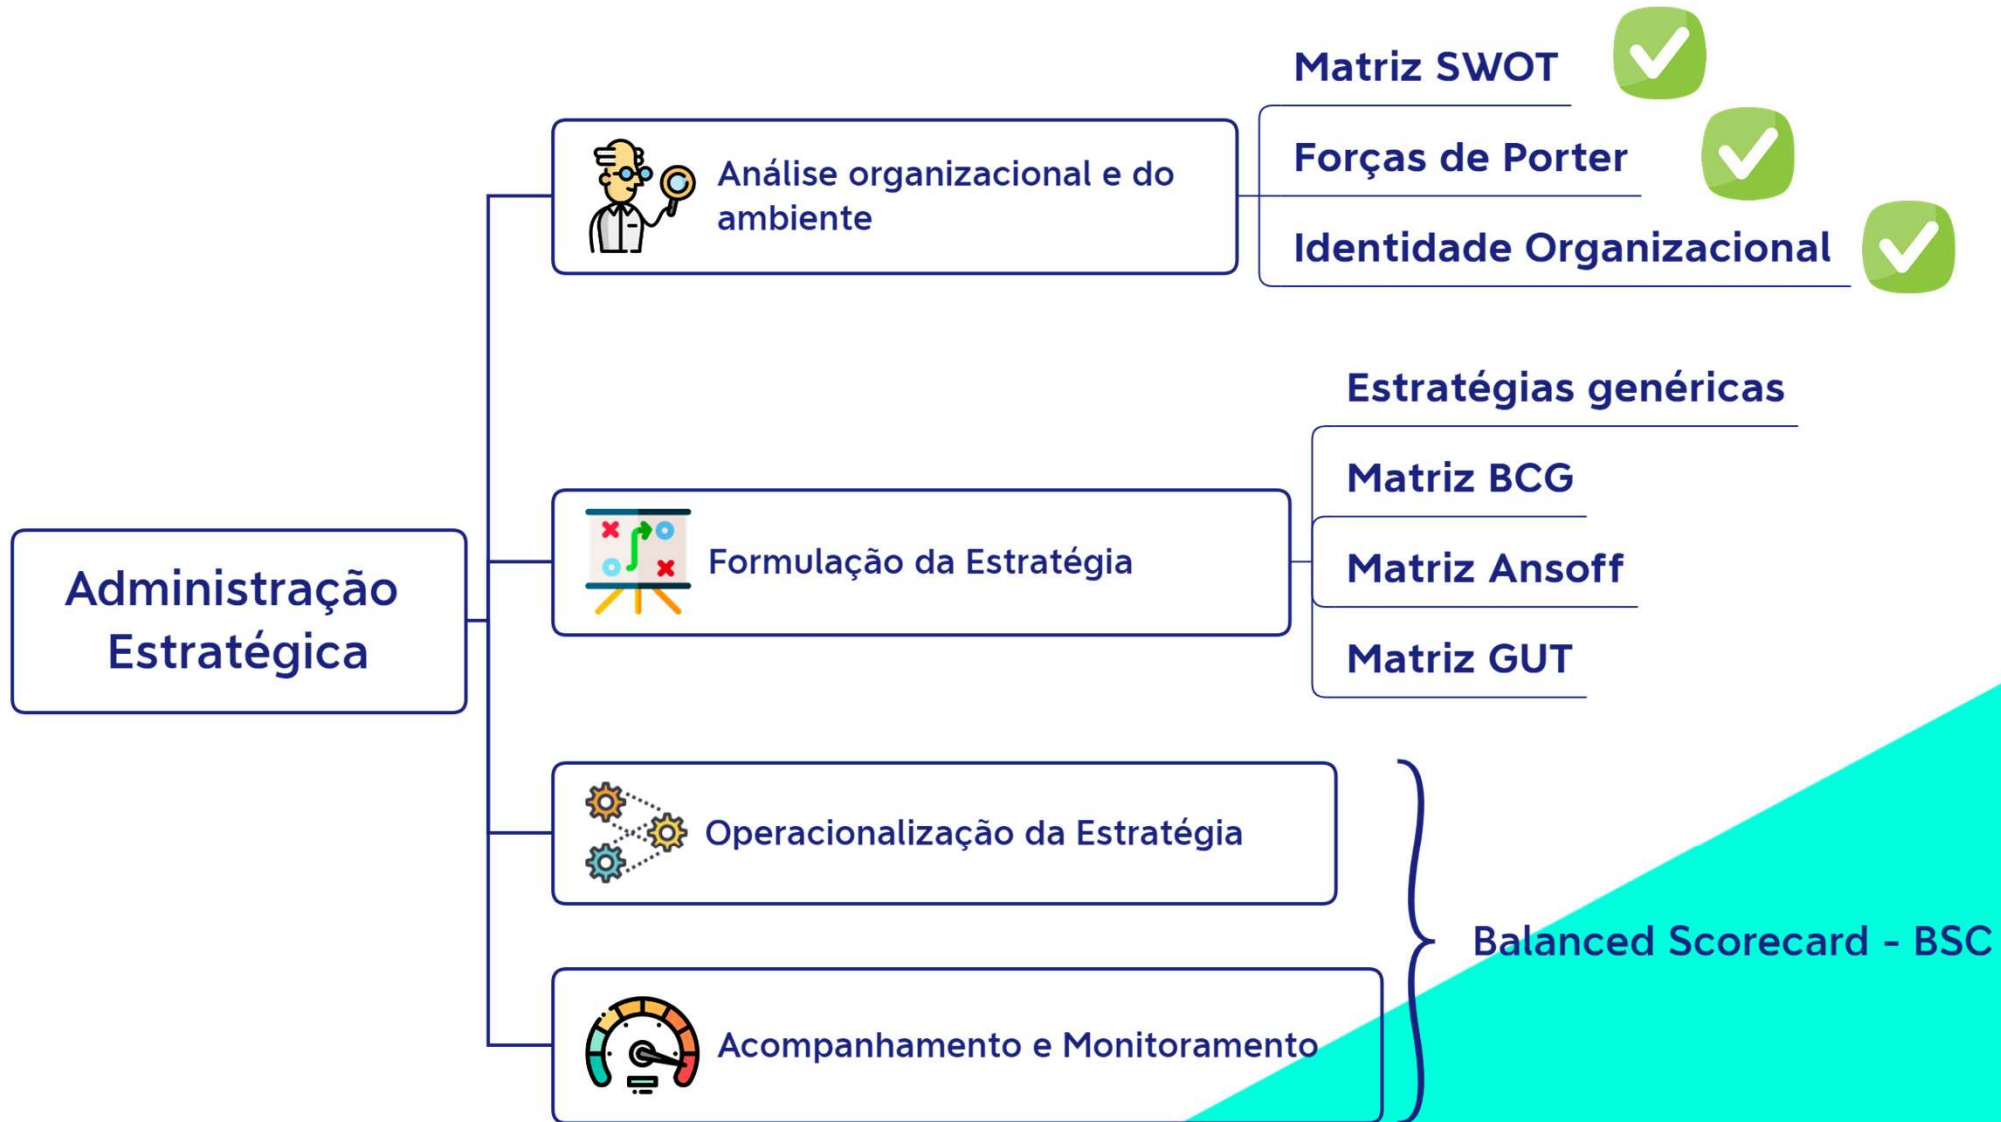 Administração
Estratégica
Análise organizacional e do
ambiente
Matriz SWOT
Forças de Porter
Identidade Organizacional
Formulação da Estratégia
Estratégias genéricas
Matriz BCG
Matriz Ansoff
Matriz GUT
Operacionalização da Estratégia
Acompanhamento e Monitoramento
Balanced Scorecard - BSC